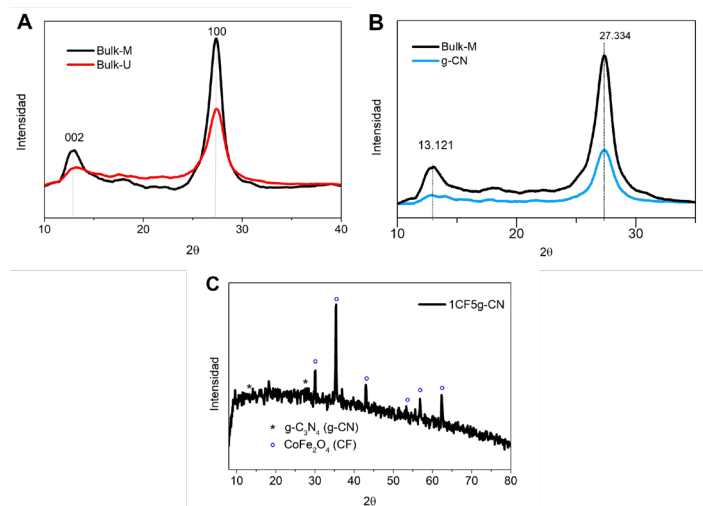 A
100
Bulk-M
Bulk-U
002
Intensidad
10
20
30
40
2θ
B
27.334
Bulk-M
g-CN
13.121
Intensidad
10
20
30
2θ
C
1CF5g-CN
Intensidad
* g-C₃N₄ (g-CN)
○ CoFe₂O₄ (CF)
10
20
30
40
50
60
70
80
2θ